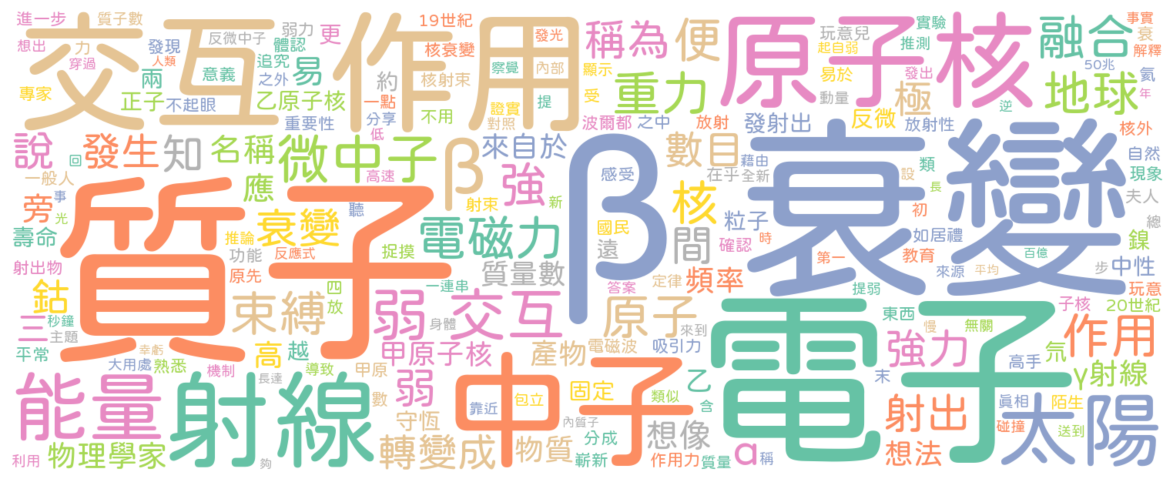 進一步 質子數 弱力 19世紀 玩意兒 實驗 事實
想出 力 發現 反微中子 體認 更 發光 稱為 便 起自弱 推測 融合 衰
穿過 人類 交互作用 追究 核衰變 原子核 解釋
專家 兩 意義 之外 易 約 核射束 察覺 內部 顯示 重力 易於 發出 50兆 氦
正子 不起眼 乙原子核 一點 證實 提 受 動量 極 地球 年
重要性 分享 不用 對照 波爾都 之中 放射 發射出 反微 放射性 逆
說 發生 知 名稱 微中子 低 β 來自於 數目 藉由 類 核外 自然
回 高速 強 感受 β衰變 在乎 全新 設 現象
一般人 應 射束 新 核 長 夫人
旁 事 光 質子 聽 國民 粒子 初 總
壽命 衰變 推論 電磁力 遠 間 確認 時 如居禮 鎳
功能 反應式 捉摸 質量數 頻率 第一 教育 步 中性
射出物 原先 定律 來源 平均 百億
鈷 四 一連串 答案 提弱 玩意
三 秒鐘 束縛 放 弱交互 原子 東西 慢 無關 子核 20世紀
主題 身體 來到 電子 強力 作用
平常 幸虧 高 越 甲原子核 產物 電磁波 吸引力 高手 氘
大用處 熟悉 機制 導致 甲原 中子 固定 乙 末 γ射線
能量 射線 長達 數 弱 靠近 包立 類似 含 射出 真相 陌生 太陽
守恆 內質子 想像 碰撞 送到
利用 物理學家 夠 轉變成 物質 分成 嶄新 作用力 質量 α 稱 想法